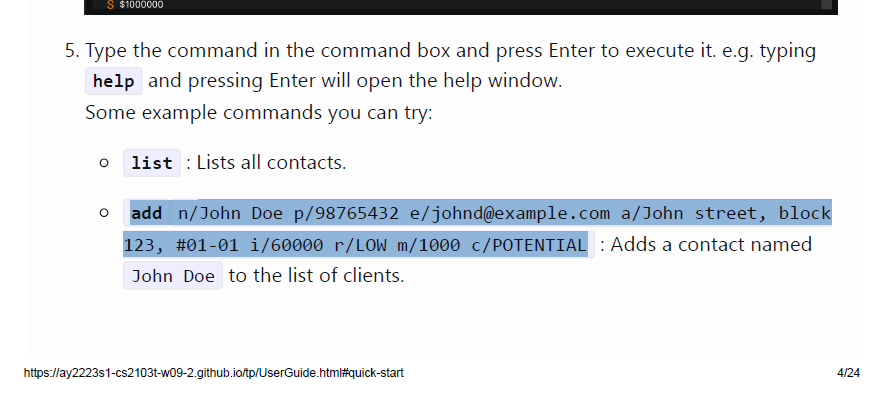 $ $1000000
5. Type the command in the command box and press Enter to execute it. e.g. typing
help and pressing Enter will open the help window.
Some example commands you can try:
list : Lists all contacts.
add n/John Doe p/98765432 e/johnd@example.com a/John street, block
123, #01-01 i/60000 r/LOW m/1000 c/POTENTIAL : Adds a contact named
John Doe to the list of clients.
https://ay2223s1-cs2103t-w09-2.github.io/tp/UserGuide.html#quick-start
4/24